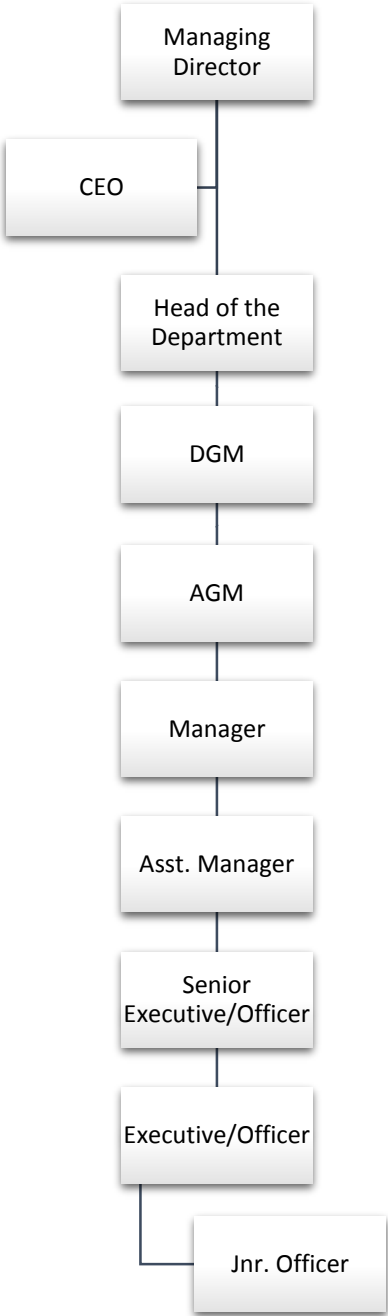 Managing
Director
CEO
Head of the
Department
DGM
AGM
Manager
Asst. Manager
Senior
Executive/Officer
Executive/Officer
Jnr. Officer